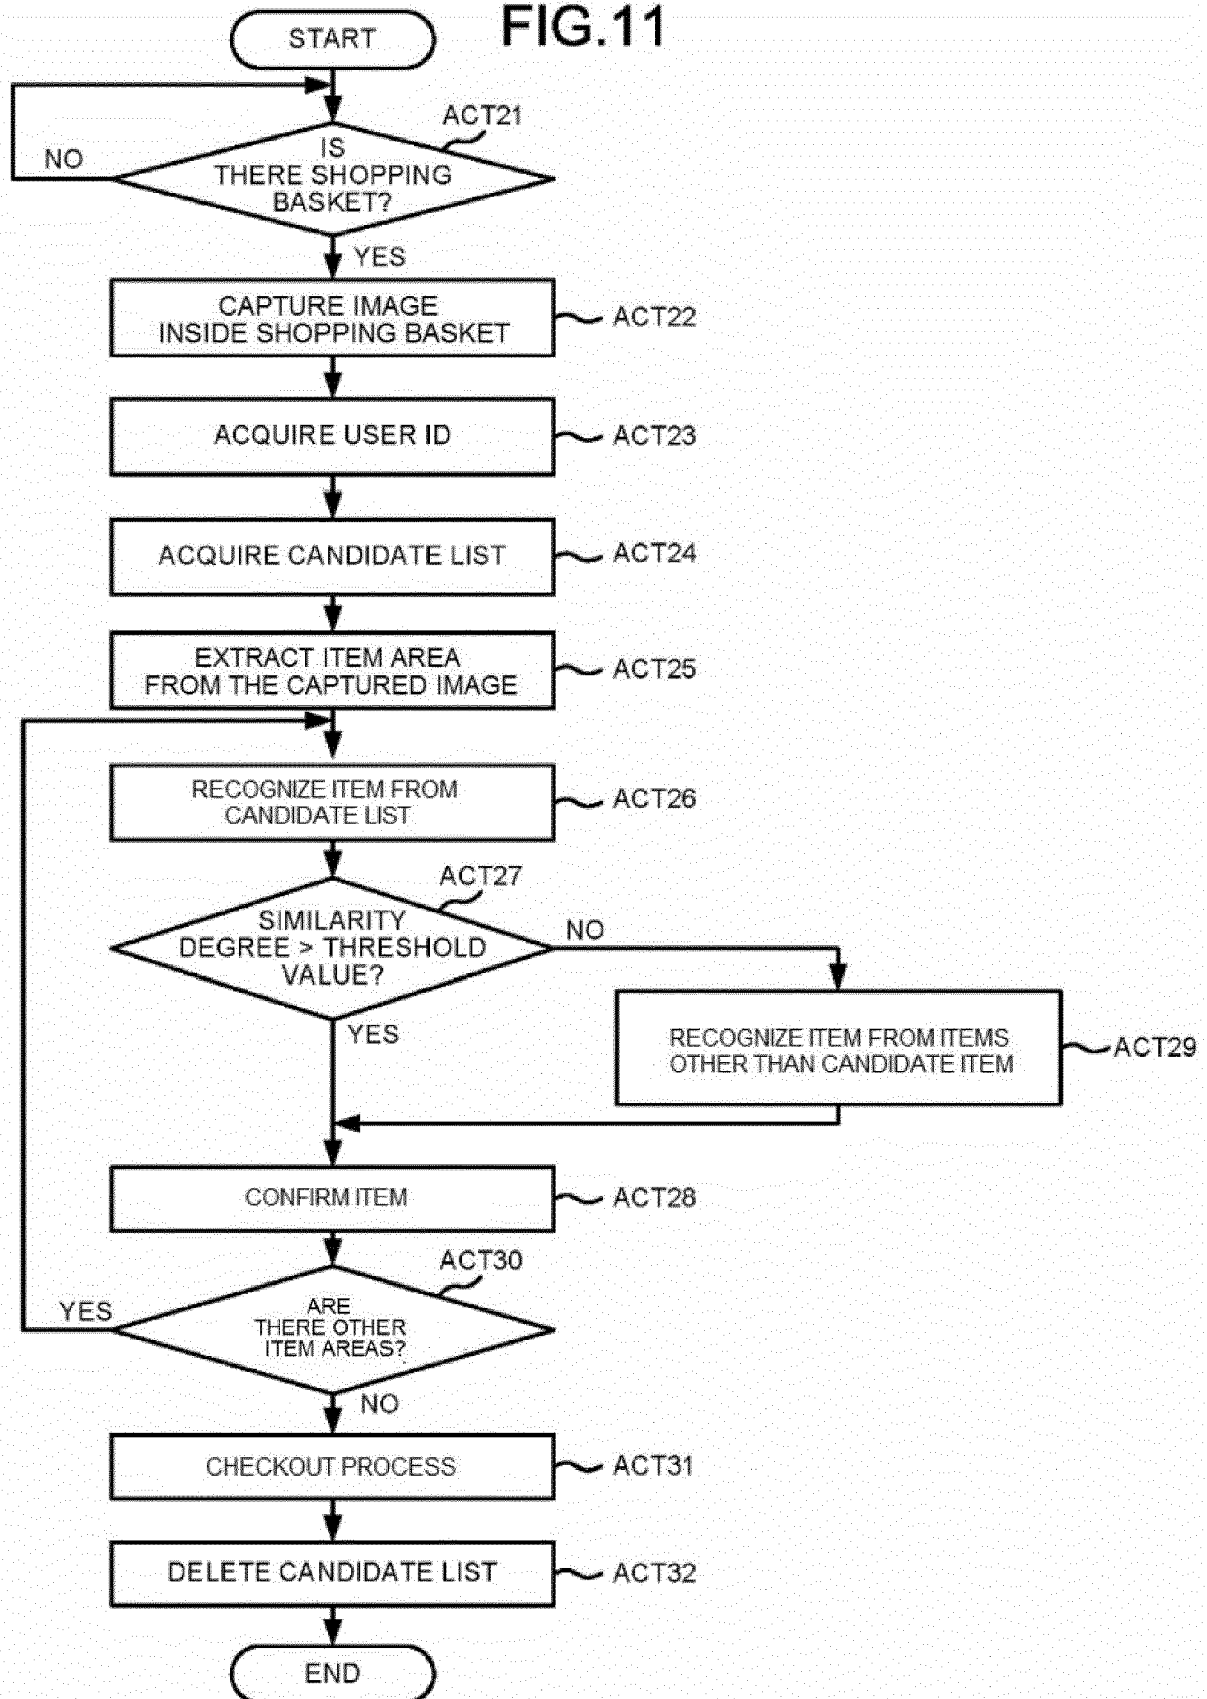 FIG.11
START
ACT21
IS
THERE SHOPPING
BASKET?
NO
YES
CAPTURE IMAGE
INSIDE SHOPPING BASKET
ACT22
ACQUIRE USER ID
ACT23
ACQUIRE CANDIDATE LIST
ACT24
EXTRACT ITEM AREA
FROM THE CAPTURED IMAGE
ACT25
RECOGNIZE ITEM FROM
CANDIDATE LIST
ACT26
ACT27
SIMILARITY
DEGREE > THRESHOLD
VALUE?
NO
YES
RECOGNIZE ITEM FROM ITEMS
OTHER THAN CANDIDATE ITEM
ACT29
CONFIRM ITEM
ACT28
ACT30
YES
ARE
THERE OTHER
ITEM AREAS?
NO
CHECKOUT PROCESS
ACT31
DELETE CANDIDATE LIST
ACT32
END